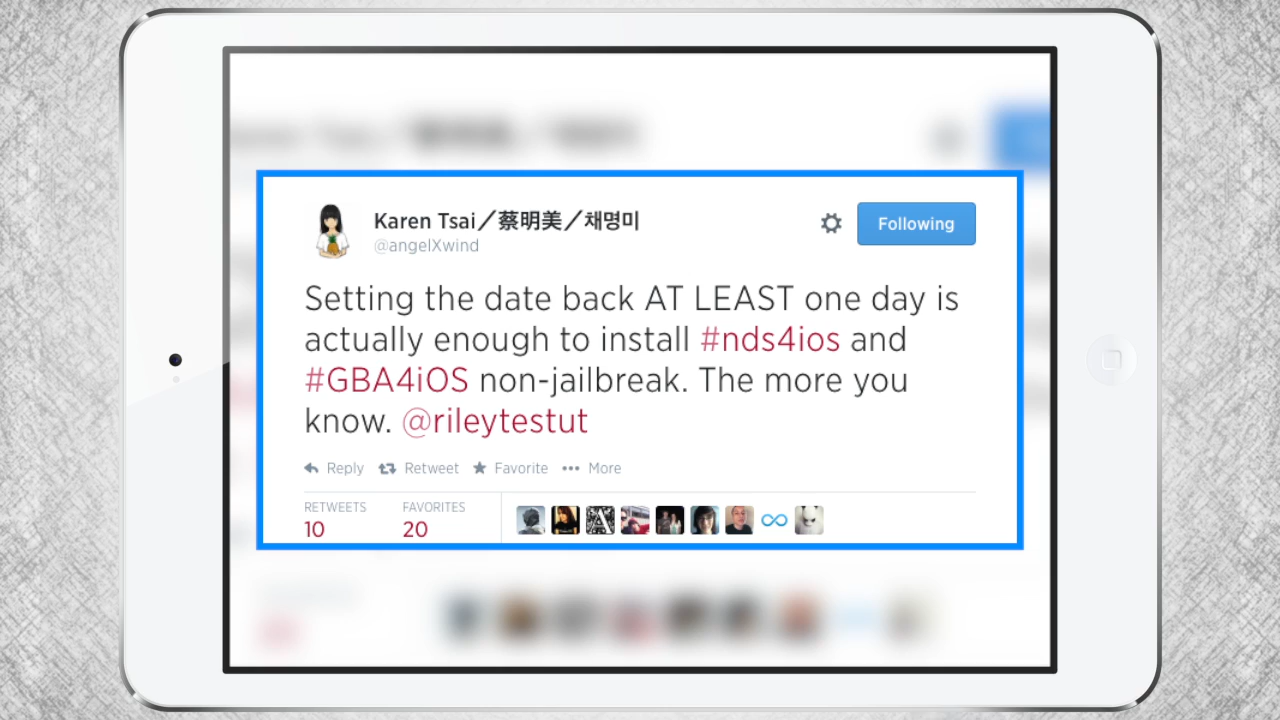 Karen Tsai／蔡明美／채명미
@angelXwind
Following
Setting the date back AT LEAST one day is
actually enough to install #nds4ios and
#GBA4iOS non-jailbreak. The more you
know. @rileytestut
Reply Retweet Favorite More
RETWEETS FAVORITES
10 20
A